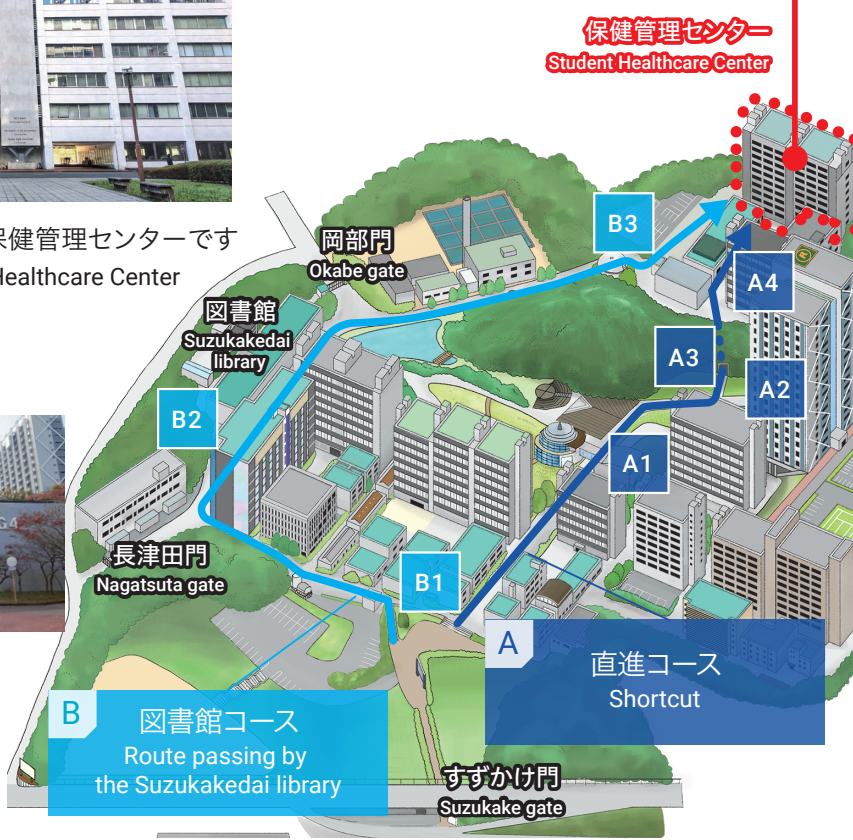 保健管理センター
Student Healthcare Center
保健管理センターです
Healthcare Center
岡部門
Okabe gate
B3
A4
図書館
Suzukakedai
library
A3
A2
B2
A1
G4
長津田門
Nagatsuta gate
B1
A
直進コース
Shortcut
B
図書館コース
Route passing by
the Suzukakedai library
すずかけ門
Suzukake gate